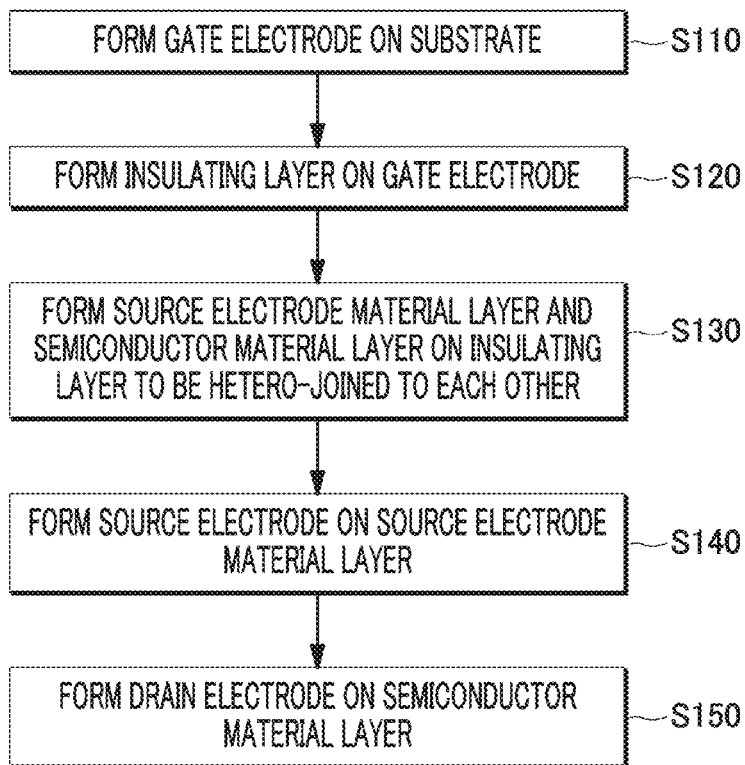 FORM GATE ELECTRODE ON SUBSTRATE
S110
FORM INSULATING LAYER ON GATE ELECTRODE
S120
FORM SOURCE ELECTRODE MATERIAL LAYER AND
SEMICONDUCTOR MATERIAL LAYER ON INSULATING
LAYER TO BE HETERO-JOINED TO EACH OTHER
S130
FORM SOURCE ELECTRODE ON SOURCE ELECTRODE
MATERIAL LAYER
S140
FORM DRAIN ELECTRODE ON SEMICONDUCTOR
MATERIAL LAYER
S150